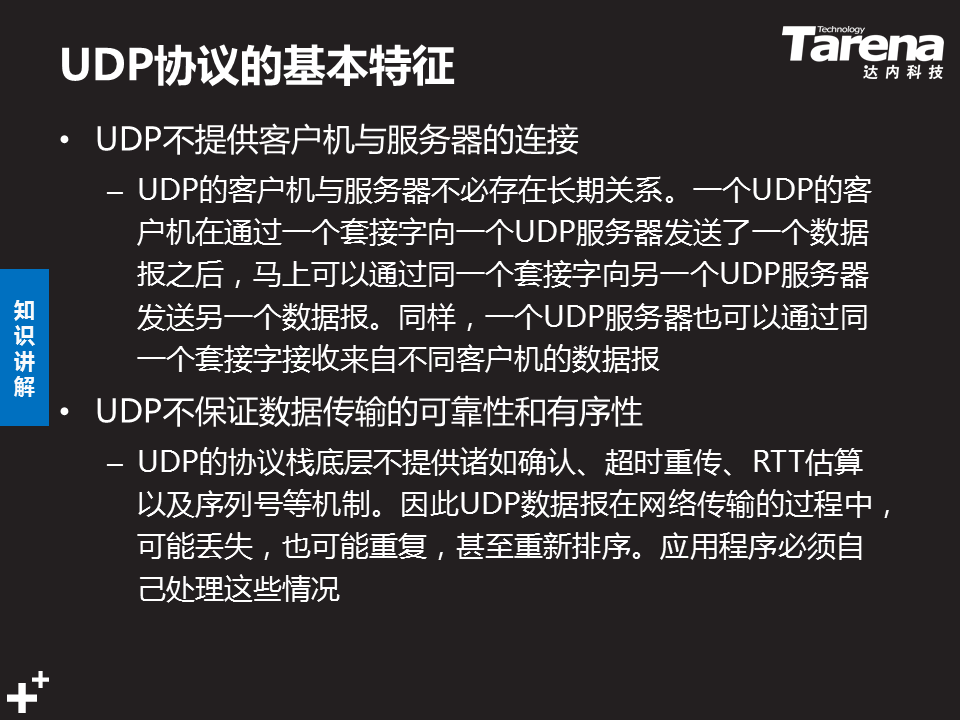 UDP协议的基本特征
Technology
Tarena
达内科技
• UDP不提供客户机与服务器的连接
– UDP的客户机与服务器不必存在长期关系。一个UDP的客
户机在通过一个套接字向一个UDP服务器发送了一个数据
报之后，马上可以通过同一个套接字向另一个UDP服务器
发送另一个数据报。同样，一个UDP服务器也可以通过同
一个套接字接收来自不同客户机的数据报
知
识
讲
解
• UDP不保证数据传输的可靠性和有序性
– UDP的协议栈底层不提供诸如确认、超时重传、RTT估算
以及序列号等机制。因此UDP数据报在网络传输的过程中，
可能丢失，也可能重复，甚至重新排序。应用程序必须自
己处理这些情况